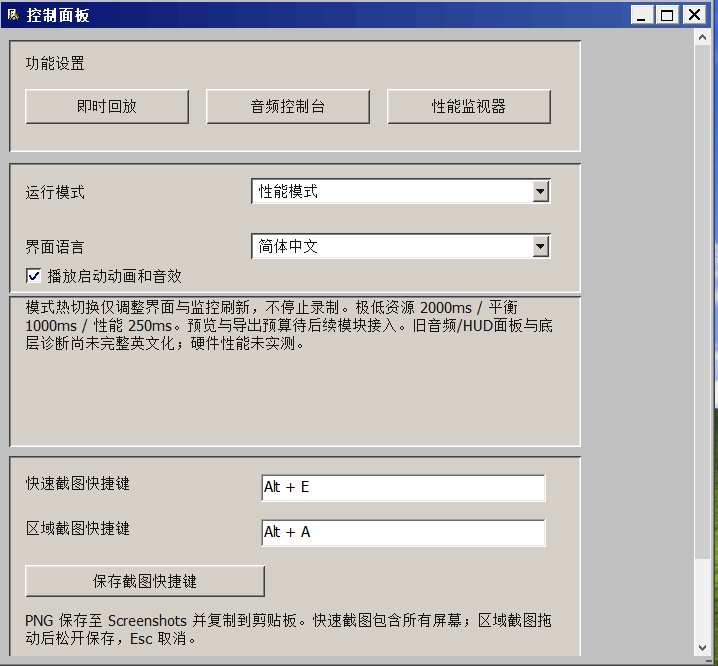 控制面板
功能设置
即时回放 音频控制台 性能监视器
运行模式 性能模式
界面语言 简体中文
播放启动动画和音效
模式热切换仅调整界面与监控刷新，不停止录制。极低资源 2000ms / 平衡
1000ms / 性能 250ms。预览与导出预算待后续模块接入。旧音频/HUD面板与底
层诊断尚未完整英文化；硬件性能未实测。
快速截图快捷键 Alt + E
区域截图快捷键 Alt + A
保存截图快捷键
PNG 保存至 Screenshots 并复制到剪贴板。快速截图包含所有屏幕；区域截图拖
动后松开保存，Esc 取消。